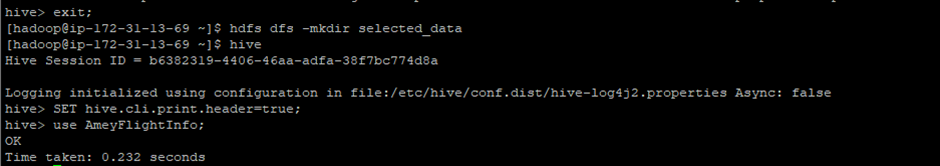 hive> exit;
[hadoop@ip-172-31-13-69 ~]$ hdfs dfs -mkdir selected_data
[hadoop@ip-172-31-13-69 ~]$ hive
Hive Session ID = b6382319-4406-46aa-adfa-38f7bc774d8a
Logging initialized using configuration in file:/etc/hive/conf.dist/hive-log4j2.properties Async: false
hive> SET hive.cli.print.header=true;
hive> use AmeyFlightInfo;
OK
Time taken: 0.232 seconds